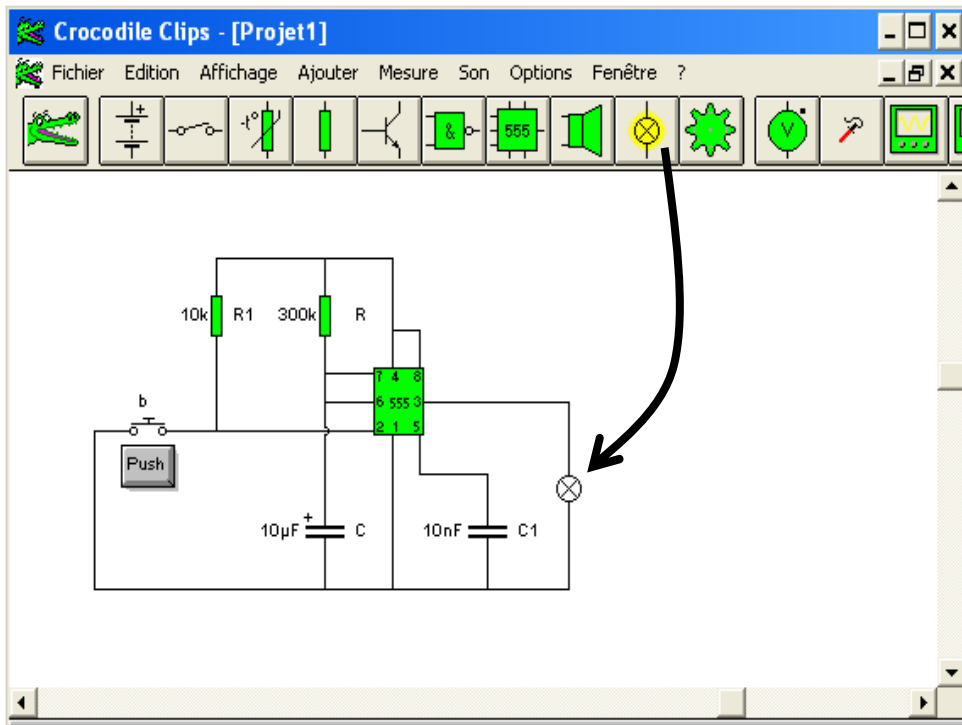 Crocodile Clips - [Projet1]
Fichier Edition Affichage Ajouter Mesure Son Options Fenêtre ?
+ -t° & 555 V
10k R1 300k R
7 4 8
6 555 3
2 1 5
b
Push
10µF + C 10nF C1